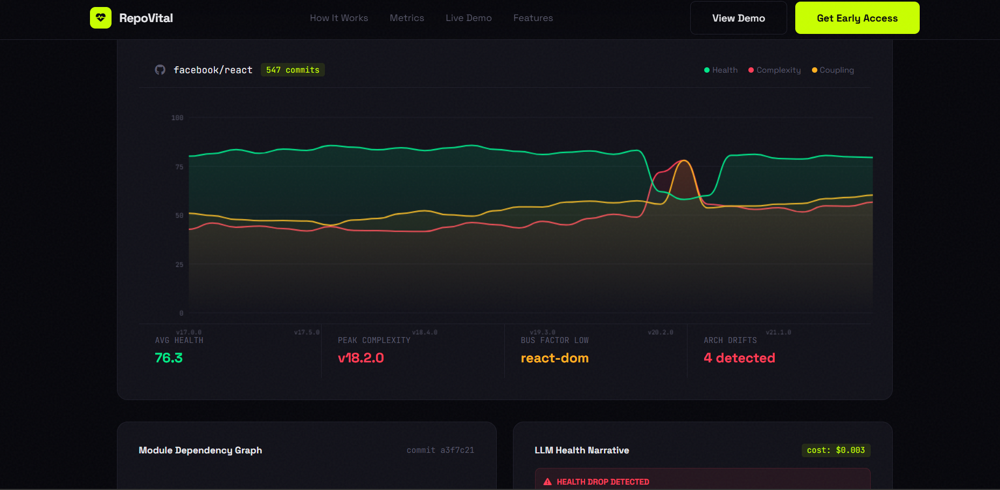 RepoVital
How It Works Metrics Live Demo Features
View Demo
Get Early Access
facebook/react 547 commits
Health Complexity Coupling
100
75
50
25
0
v17.0.0 v17.5.0 v18.4.0 v19.3.0 v20.2.0 v21.1.0
AVG HEALTH
76.3
PEAK COMPLEXITY
v18.2.0
BUS FACTOR LOW
react-dom
ARCH DRIFTS
4 detected
Module Dependency Graph
commit a3f7c21
LLM Health Narrative
cost: $0.003
HEALTH DROP DETECTED